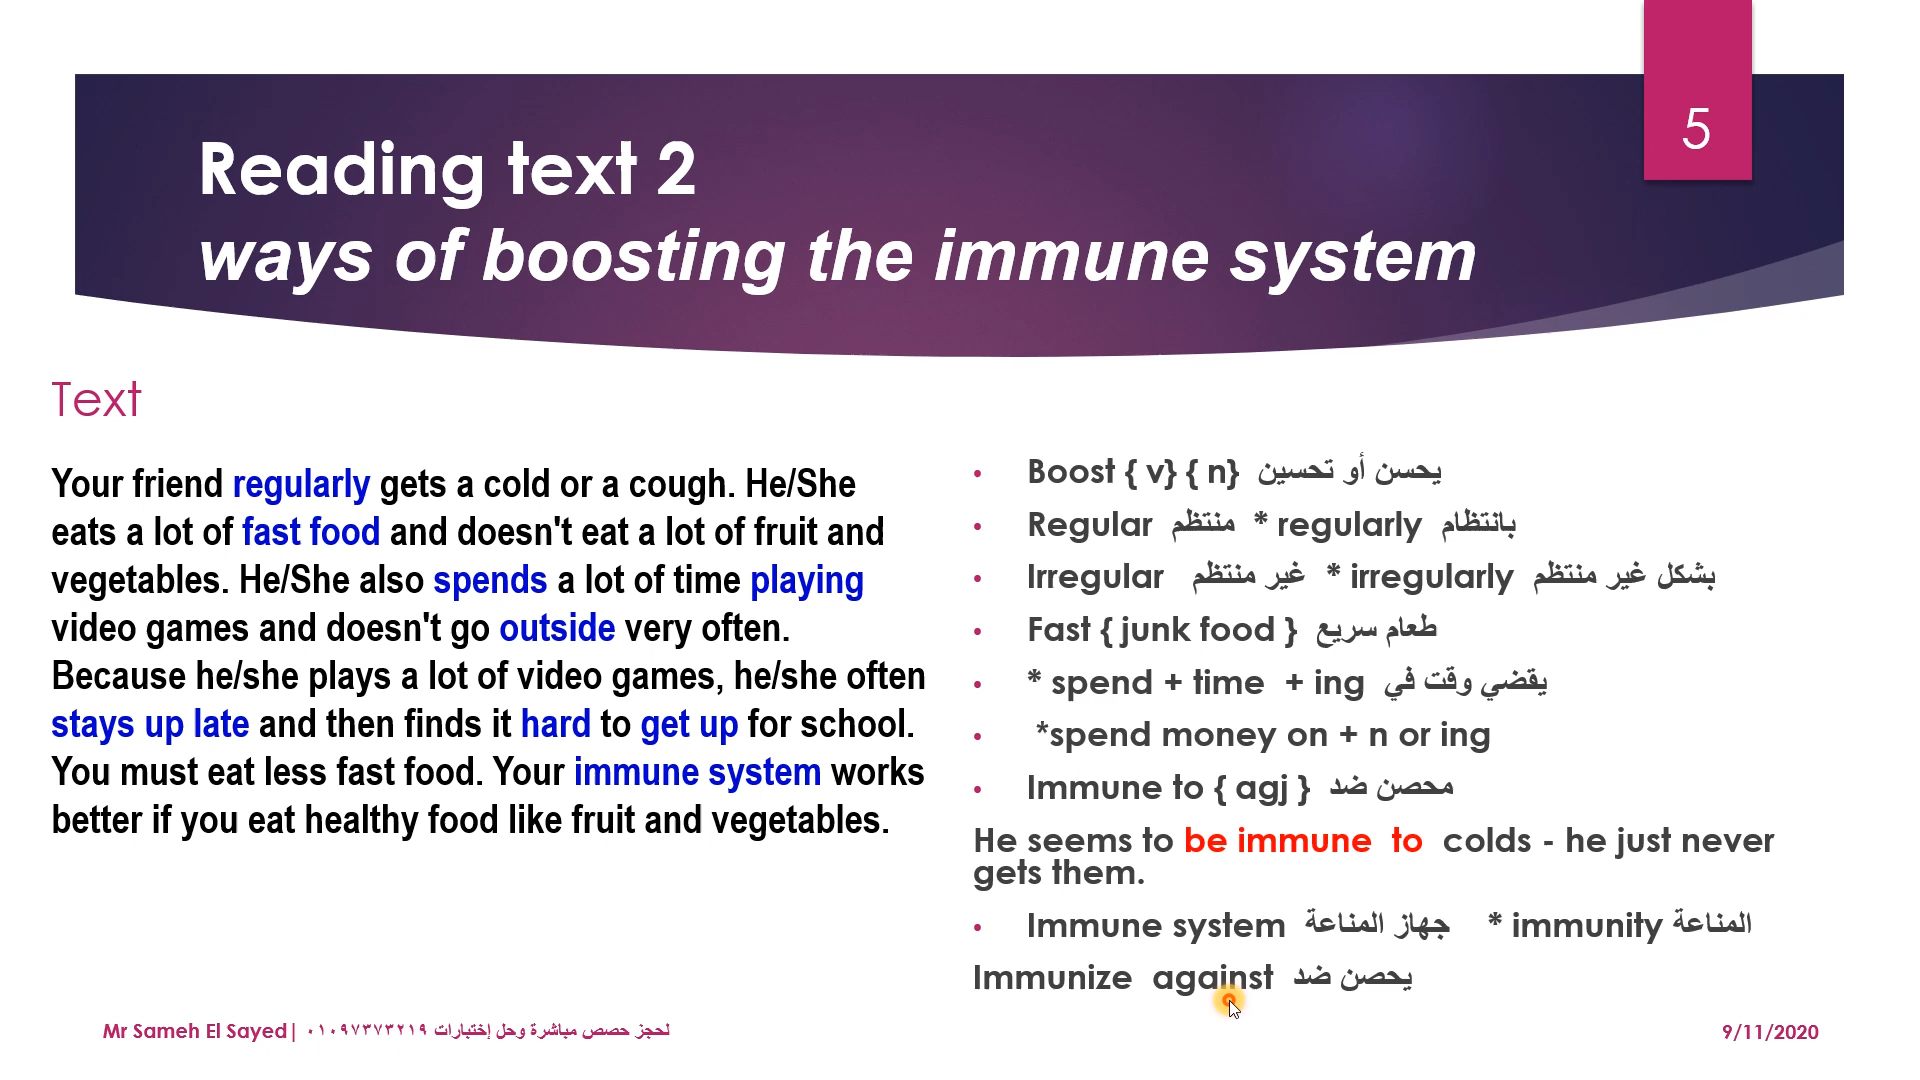 5
Reading text 2
ways of boosting the immune system
Text
Your friend regularly gets a cold or a cough. He/She
eats a lot of fast food and doesn't eat a lot of fruit and
vegetables. He/She also spends a lot of time playing
video games and doesn't go outside very often.
Because he/she plays a lot of video games, he/she often
stays up late and then finds it hard to get up for school.
You must eat less fast food. Your immune system works
better if you eat healthy food like fruit and vegetables.
• Boost { v} { n} يحسن أو تحسين
• Regular منتظم * regularly بانتظام
• Irregular غير منتظم * irregularly بشكل غير منتظم
• Fast { junk food } طعام سريع
• * spend + time + ing يقضي وقت في
• *spend money on + n or ing
• Immune to { agj } محصن ضد
He seems to be immune to colds - he just never
gets them.
• Immune system جهاز المناعة * immunity المناعة
Immunize against يحصن ضد
Mr Sameh El Sayed| لحجز حصص مباشرة وحل إختبارات ٠١٠٩٧٣٧٣٢١٩
9/11/2020